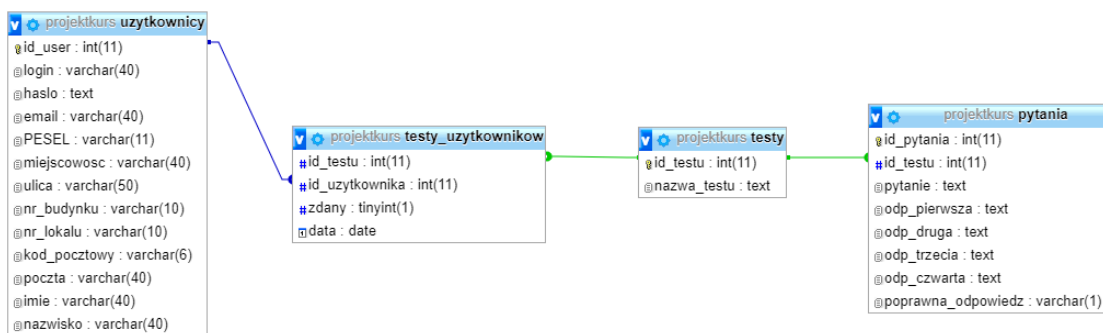 projektkurs uzytkownicy
id_user : int(11)
login : varchar(40)
haslo : text
email : varchar(40)
PESEL : varchar(11)
miejscowosc : varchar(40)
ulica : varchar(50)
nr_budynku : varchar(10)
nr_lokalu : varchar(10)
kod_pocztowy : varchar(6)
poczta : varchar(40)
imie : varchar(40)
nazwisko : varchar(40)
projektkurs testy_uzytkownikow
id_testu : int(11)
id_uzytkownika : int(11)
zdany : tinyint(1)
data : date
projektkurs testy
id_testu : int(11)
nazwa_testu : text
projektkurs pytania
id_pytania : int(11)
id_testu : int(11)
pytanie : text
odp_pierwsza : text
odp_druga : text
odp_trzecia : text
odp_czwarta : text
poprawna_odpowiedz : varchar(1)